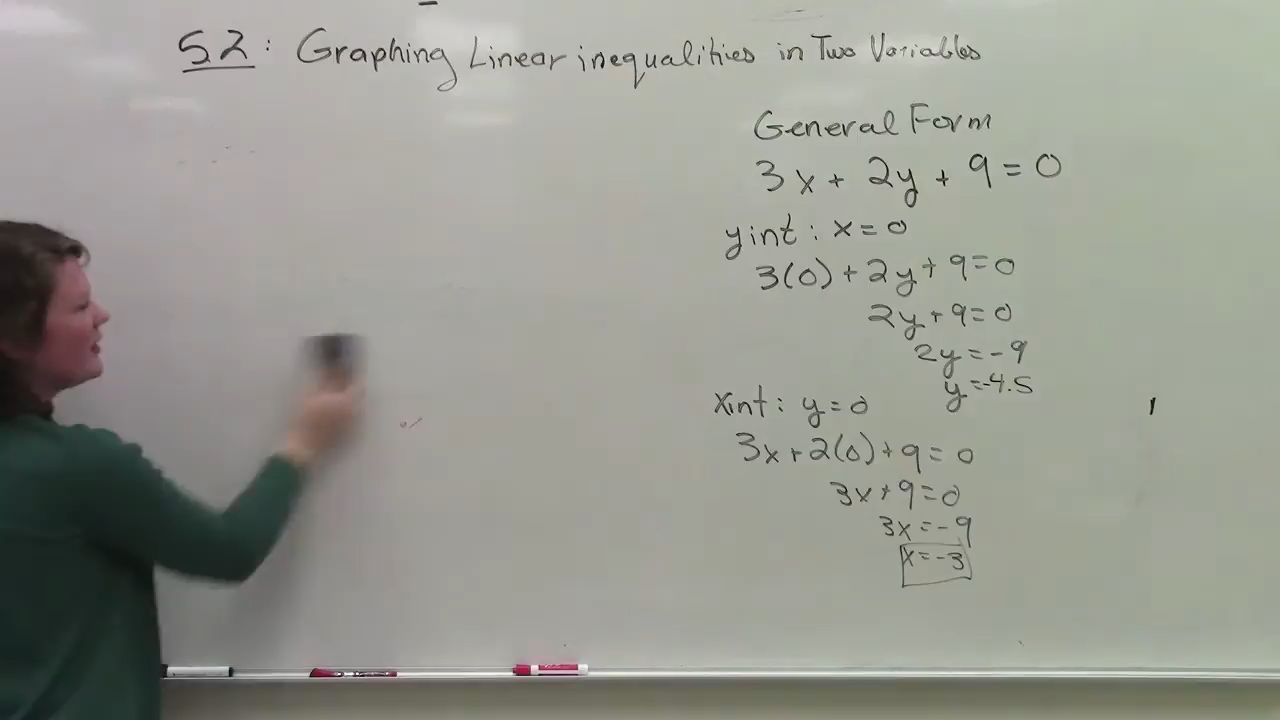 5.2: Graphing Linear inequalities in Two Variables
General Form
3x + 2y + 9 = 0
y int: x = 0
3(0) + 2y + 9 = 0
2y + 9 = 0
2y = -9
y = -4.5
x int: y = 0
3x + 2(0) + 9 = 0
3x + 9 = 0
3x = -9
x = -3